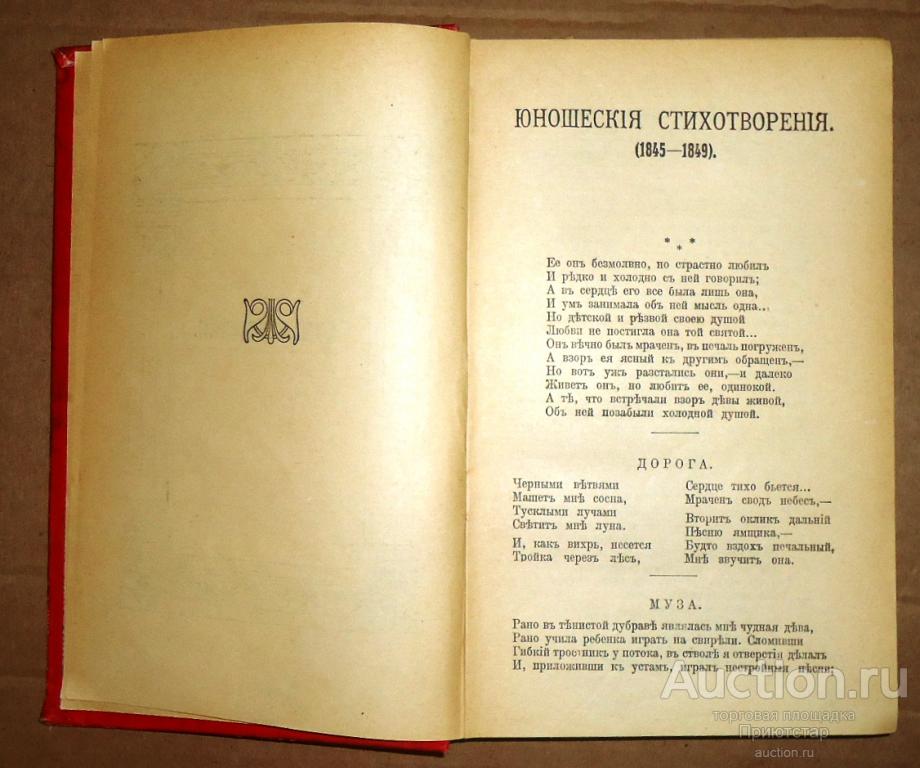 ЮНОШЕСКІЯ СТИХОТВОРЕНІЯ.
(1845—1849).
* * *
Ее онъ безмолвно, но страстно любилъ
И рѣдко и холодно съ ней говорилъ;
А въ сердцѣ его все была лишь она,
И умъ занимала объ ней мысль одна...
Но дѣтской и рѣзвой своею душой
Любви не постигла она той святой...
Онъ вѣчно былъ мраченъ, въ печаль погруженъ,
А взоръ ея ясный къ другимъ обращенъ,—
Но вотъ ужъ разстались они,—и далеко
Живетъ онъ, но любитъ ее, одинокой.
А тѣ, что встрѣчали взоръ дѣвы живой,
Объ ней позабыли холодной душой.
ДОРОГА.
Черными вѣтвями
Машетъ мнѣ сосна,
Тусклыми лучами
Свѣтитъ мнѣ луна.
И, какъ вихрь, несется
Тройка черезъ лѣсъ,
Сердце тихо бьется...
Мраченъ сводъ небесъ,—
Вторитъ окликъ дальній
Пѣсню ямщика,—
Будто вздохъ печальный,
Мнѣ звучитъ она.
МУЗА.
Рано въ тѣнистой дубравѣ являлась мнѣ чудная дѣва,
Рано учила ребенка играть на свирѣли. Сломивши
Гибкій тростникъ у потока, въ стволѣ я отверстія дѣлалъ
И, приложивши къ устамъ, игралъ нестройныя пѣсни;
Auction.ru
торговая площадка
Приютстар
auction.ru